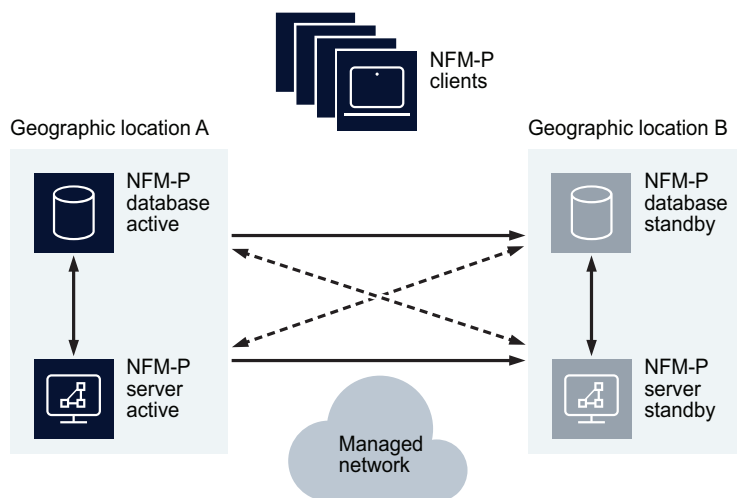 NFM-P
clients
Geographic location A
Geographic location B
NFM-P
database
active
NFM-P
database
standby
NFM-P
server
active
NFM-P
server
standby
Managed
network